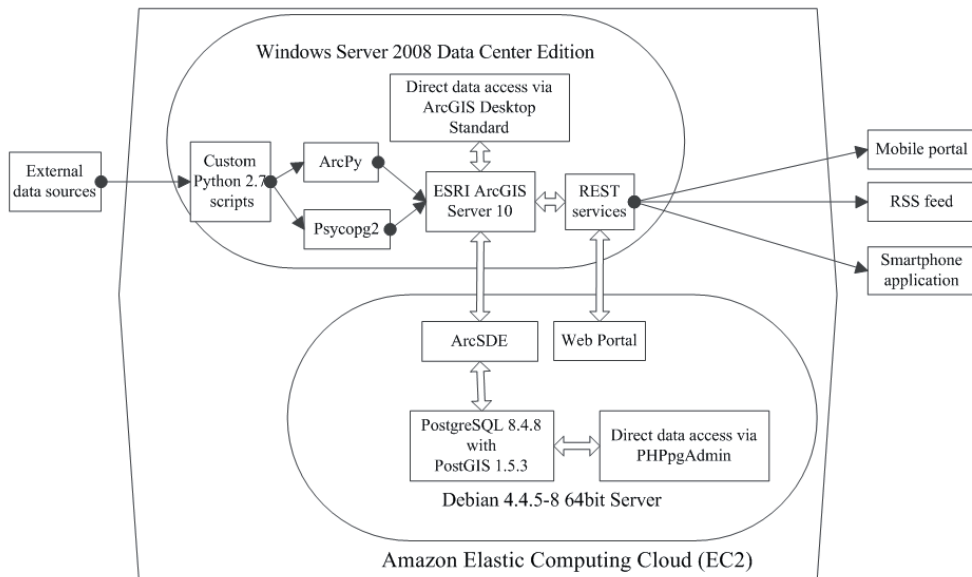 Windows Server 2008 Data Center Edition
Direct data access via
ArcGIS Desktop
Standard
External
data sources
Custom
Python 2.7
scripts
ArcPy
Psycopg2
ESRI ArcGIS
Server 10
REST
services
Mobile portal
RSS feed
Smartphone
application
ArcSDE
Web Portal
PostgreSQL 8.4.8
with
PostGIS 1.5.3
Direct data access via
PHPpgAdmin
Debian 4.4.5-8 64bit Server
Amazon Elastic Computing Cloud (EC2)